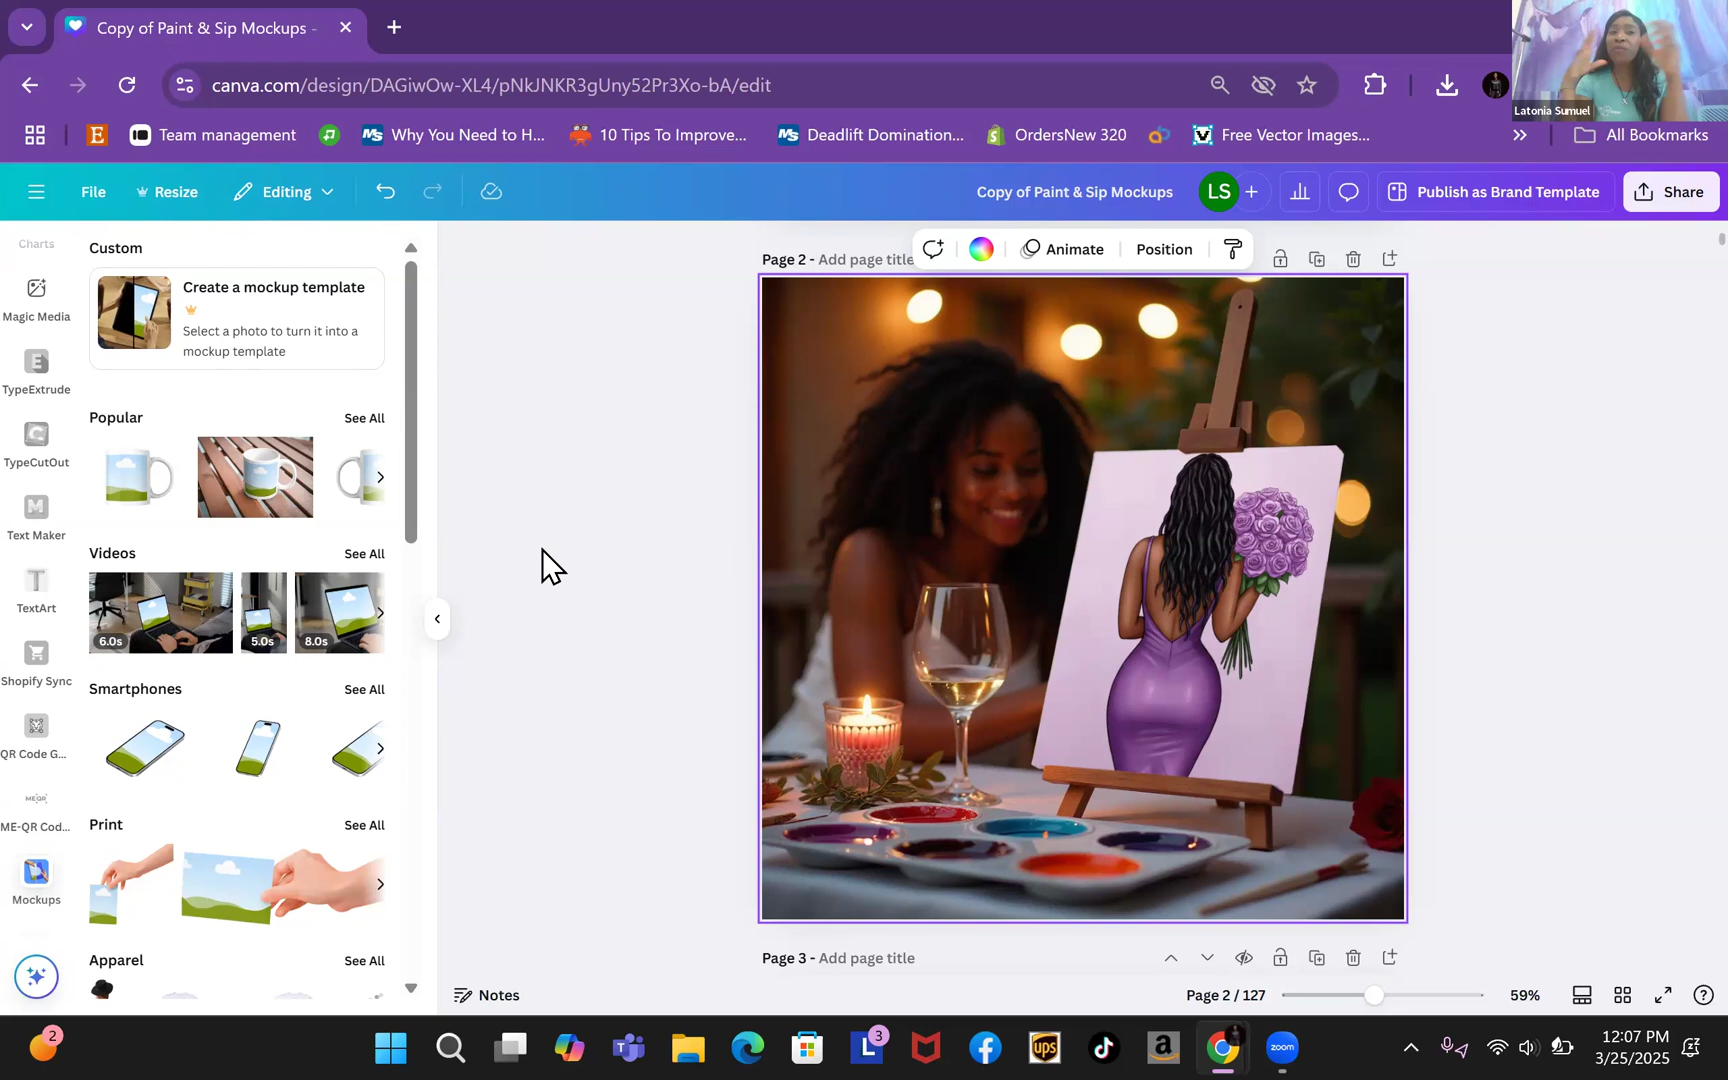 Copy of Paint & Sip Mockups -
canva.com/design/DAGiwOw-XL4/pNkJNKR3gUny52Pr3Xo-bA/edit
Latonia Sumuel
Team management
Why You Need to H...
10 Tips To Improve...
Deadlift Domination...
OrdersNew 320
Free Vector Images...
All Bookmarks
File
Resize
Editing
Copy of Paint & Sip Mockups
LS
Publish as Brand Template
Share
Charts
Magic Media
TypeExtrude
TypeCutOut
Text Maker
TextArt
Shopify Sync
QR Code G...
ME-QR
ME-QR Cod...
Mockups
Custom
Create a mockup template
Select a photo to turn it into a
mockup template
Popular
See All
Videos
See All
6.0s
5.0s
8.0s
Smartphones
See All
Print
See All
Apparel
See All
Page 2 - Add page title
Animate
Position
Page 3 - Add page title
Notes
Page 2 / 127
59%
2
3
ups
zoom
12:07 PM
3/25/2025